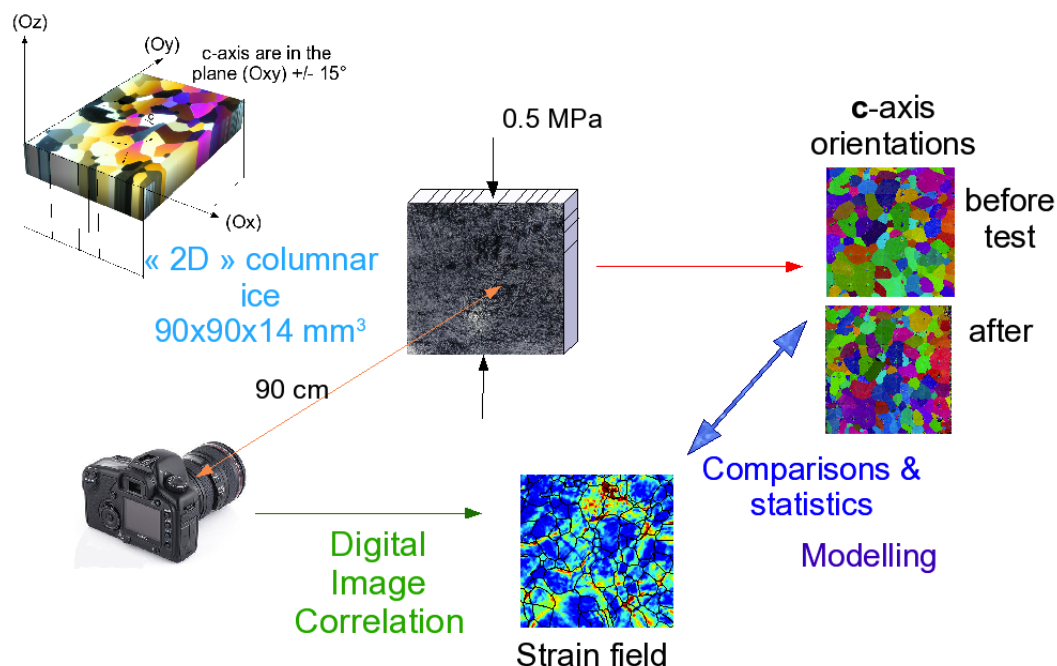 (Oz)
(Oy)
c-axis are in the
plane (Oxy) +/- 15°
c
(Ox)
« 2D » columnar
ice
90x90x14 mm³
0.5 MPa
90 cm
c-axis
orientations
before
test
after
Comparisons &
statistics
Modelling
Digital
Image
Correlation
Strain field